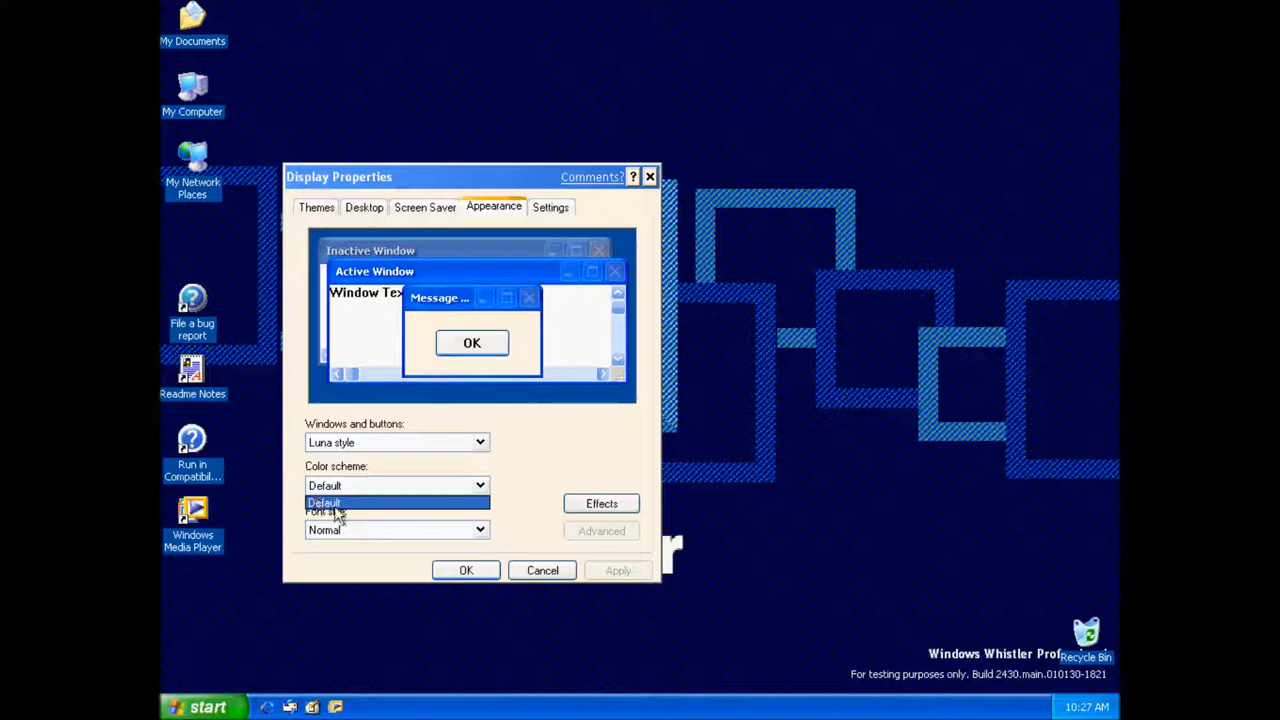 My Documents
My Computer
My Network
Places
File a bug
report
Readme Notes
Run in
Compatibil...
Windows
Media Player
Display Properties
Comments?
Themes
Desktop
Screen Saver
Appearance
Settings
Inactive Window
Active Window
Window Tex
Message ...
OK
Windows and buttons:
Luna style
Color scheme:
Default
Default
Normal
Effects
Advanced
OK
Cancel
Apply
Windows Whistler Prof
Recycle Bin
For testing purposes only. Build 2430.main.010130-1821
start
10:27 AM